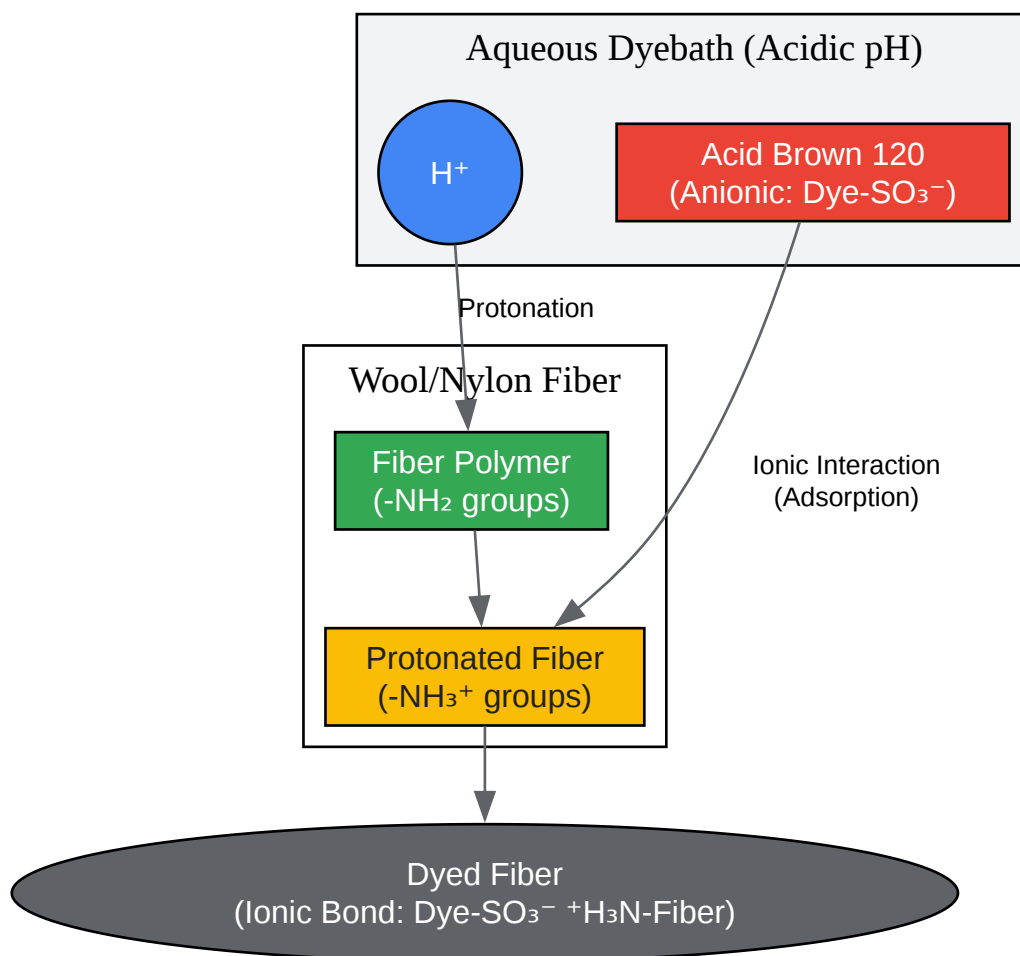 Aqueous Dyebath (Acidic pH)
H⁺
Acid Brown 120
(Anionic: Dye-SO₃⁻)
Protonation
Wool/Nylon Fiber
Fiber Polymer
(-NH₂ groups)
Ionic Interaction
(Adsorption)
Protonated Fiber
(-NH₃⁺ groups)
Dyed Fiber
(Ionic Bond: Dye-SO₃⁻ ⁺H₃N-Fiber)